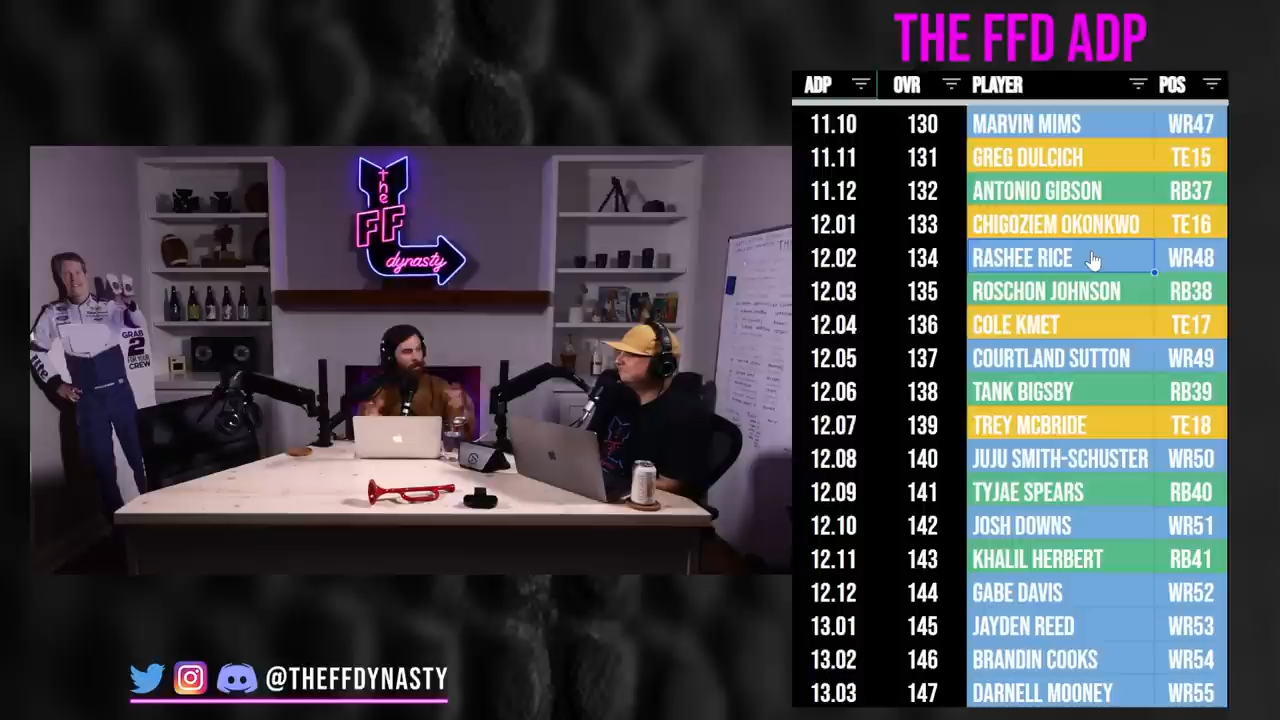 THE FFD ADP
ADP OVR PLAYER POS
11.10 130 MARVIN MIMS WR47
11.11 131 GREG DULCICH TE15
11.12 132 ANTONIO GIBSON RB37
12.01 133 CHIGOZIEM OKONKWO TE16
12.02 134 RASHEE RICE WR48
12.03 135 ROSCHON JOHNSON RB38
12.04 136 COLE KMET TE17
12.05 137 COURTLAND SUTTON WR49
12.06 138 TANK BIGSBY RB39
12.07 139 TREY MCBRIDE TE18
12.08 140 JUJU SMITH-SCHUSTER WR50
12.09 141 TYJAE SPEARS RB40
12.10 142 JOSH DOWNS WR51
12.11 143 KHALIL HERBERT RB41
12.12 144 GABE DAVIS WR52
13.01 145 JAYDEN REED WR53
13.02 146 BRANDIN COOKS WR54
13.03 147 DARNELL MOONEY WR55
the
FF
dynasty
GRAB
2
FOR YOUR
CREW
@THEFFDYNASTY